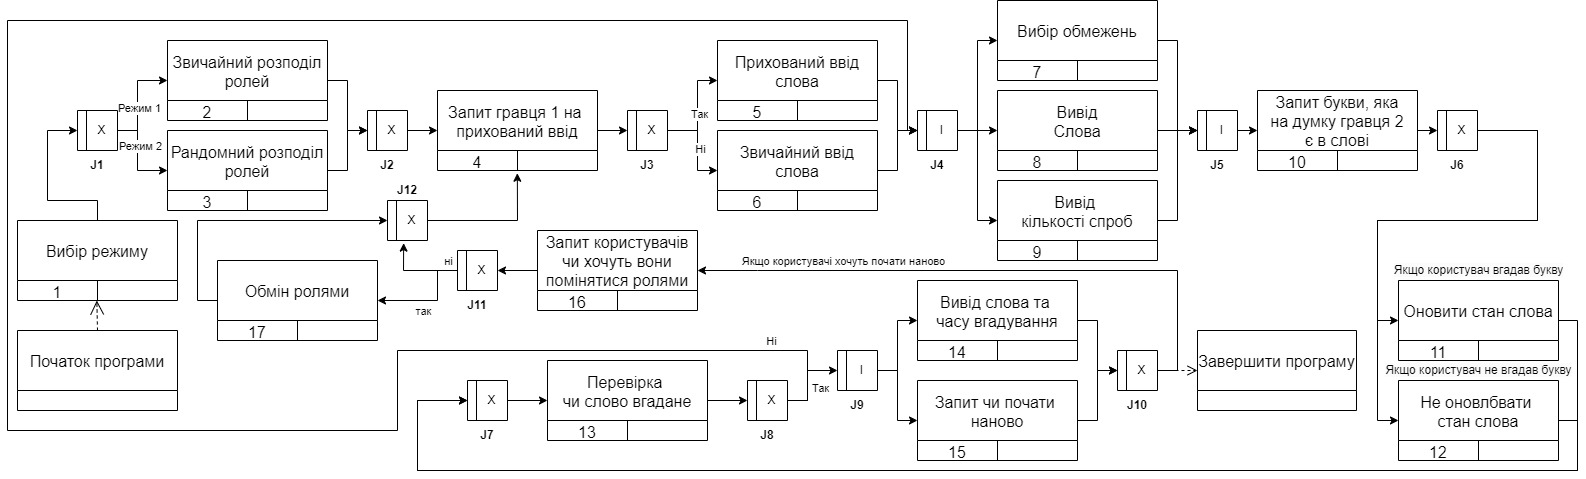 Вибір обмежень
7
Звичайний розподіл
ролей
2
Прихований ввід
слова
5
Режим 1
X
J1
Режим 2
Рандомний розподіл
ролей
3
X
J2
Запит гравця 1 на
прихований ввід
4
X
J3
Так
Ні
Звичайний ввід
слова
6
I
J4
Вивід
Слова
8
I
J5
Запит букви, яка
на думку гравця 2
є в слові
10
X
J6
Вивід
кількості спроб
9
J12
X
Вибір режиму
1
Запит користувачів
чи хочуть вони
помінятися ролями
16
Якщо користувачі хочуть почати наново
ні
X
J11
так
Обмін ролями
17
Якщо користувач вгадав букву
Оновити стан слова
11
Початок програми
Вивід слова та
часу вгадування
14
Завершити програму
Ні
Так
I
J9
X
J10
Якщо користувач не вгадав букву
Не оновлбвати
стан слова
12
X
J7
Перевірка
чи слово вгадане
13
X
J8
Запит чи почати
наново
15